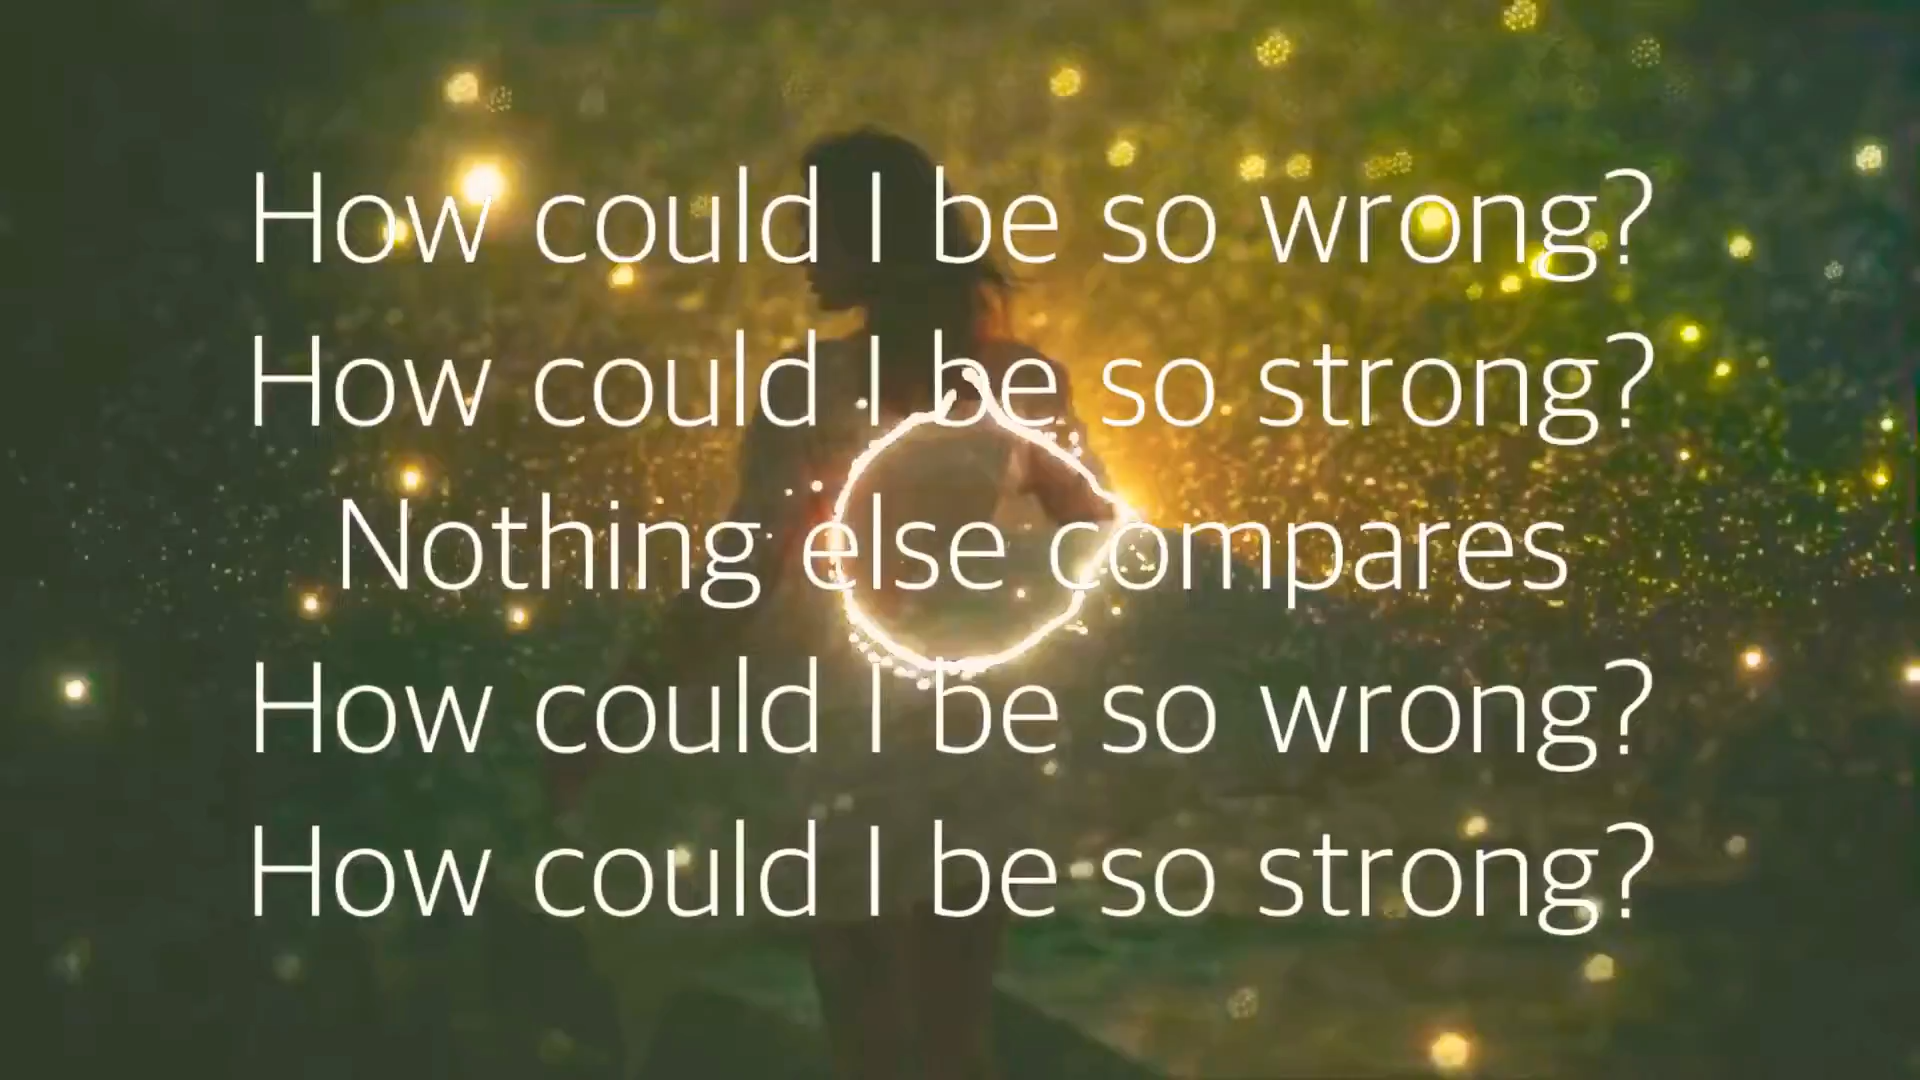 How could I be so wrong?
How could I be so strong?
Nothing else compares
How could I be so wrong?
How could I be so strong?